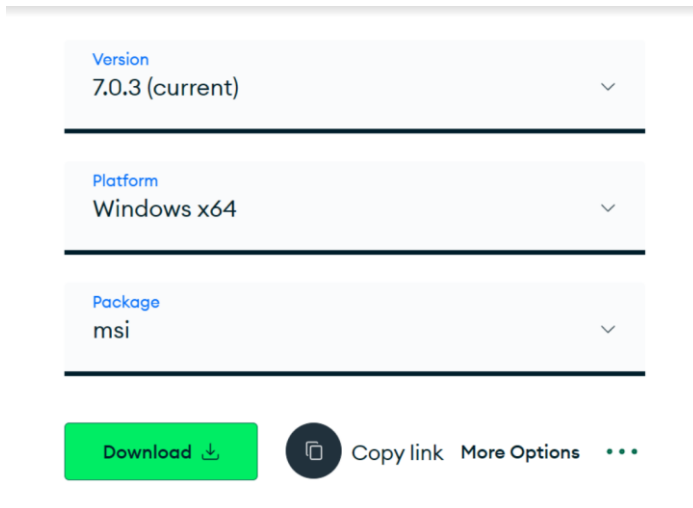 Version
7.0.3 (current)
Platform
Windows x64
Package
msi
Download
Copy link
More Options